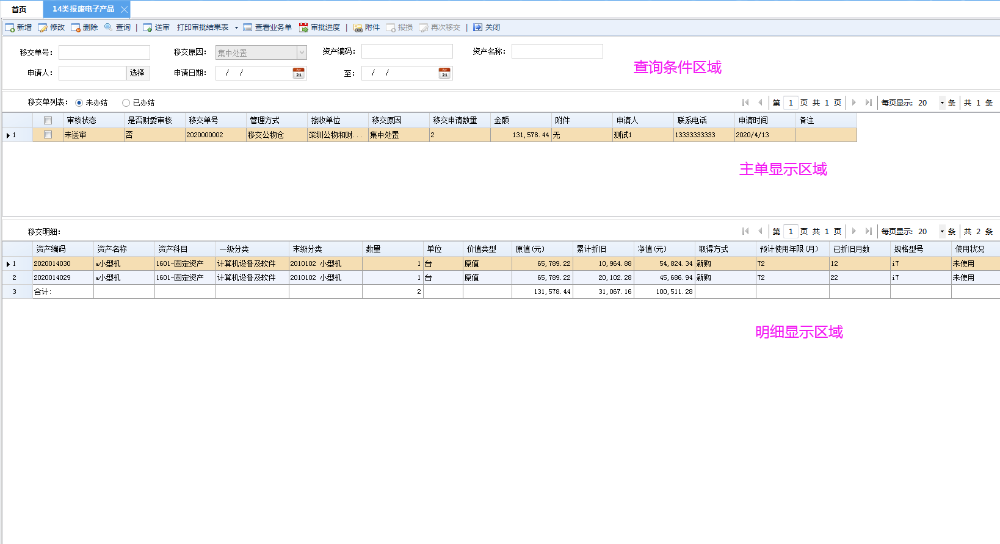 首页 14类报废电子产品
新增 修改 删除 查询 | 送审 打印审批结果表 查看业务单 审批进度 | 附件 报损 再次移交 | 关闭
移交单号： 移交原因： 集中处置 资产编码： 资产名称：
查询条件区域
申请人： 选择 申请日期： / / 至： / /
移交单列表： 未办结 已办结 第 1 页 共 1 页 每页显示: 20 条 共 1 条
审核状态 是否财委审核 移交单号 管理方式 接收单位 移交原因 移交申请数量 金额 附件 申请人 联系电话 申请时间 备注
1 未送审 否 2020000002 移交公物仓 深圳公物和财... 集中处置 2 131,578.44 无 测试1 13333333333 2020/4/13
主单显示区域
移交明细： 第 1 页 共 1 页 每页显示: 20 条 共 2 条
资产编码 资产名称 资产科目 一级分类 末级分类 数量 单位 价值类型 原值(元) 累计折旧 净值(元) 取得方式 预计使用年限(月) 已折旧月数 规格型号 使用状况
1 2020014030 a小型机 1601-固定资产 计算机设备及软件 2010102 小型机 1 台 原值 65,789.22 10,964.88 54,824.34 新购 72 12 i7 未使用
2 2020014029 a小型机 1601-固定资产 计算机设备及软件 2010102 小型机 1 台 原值 65,789.22 20,102.28 45,686.94 新购 72 22 i7 未使用
3 合计: 2 131,578.44 31,067.16 100,511.28
明细显示区域